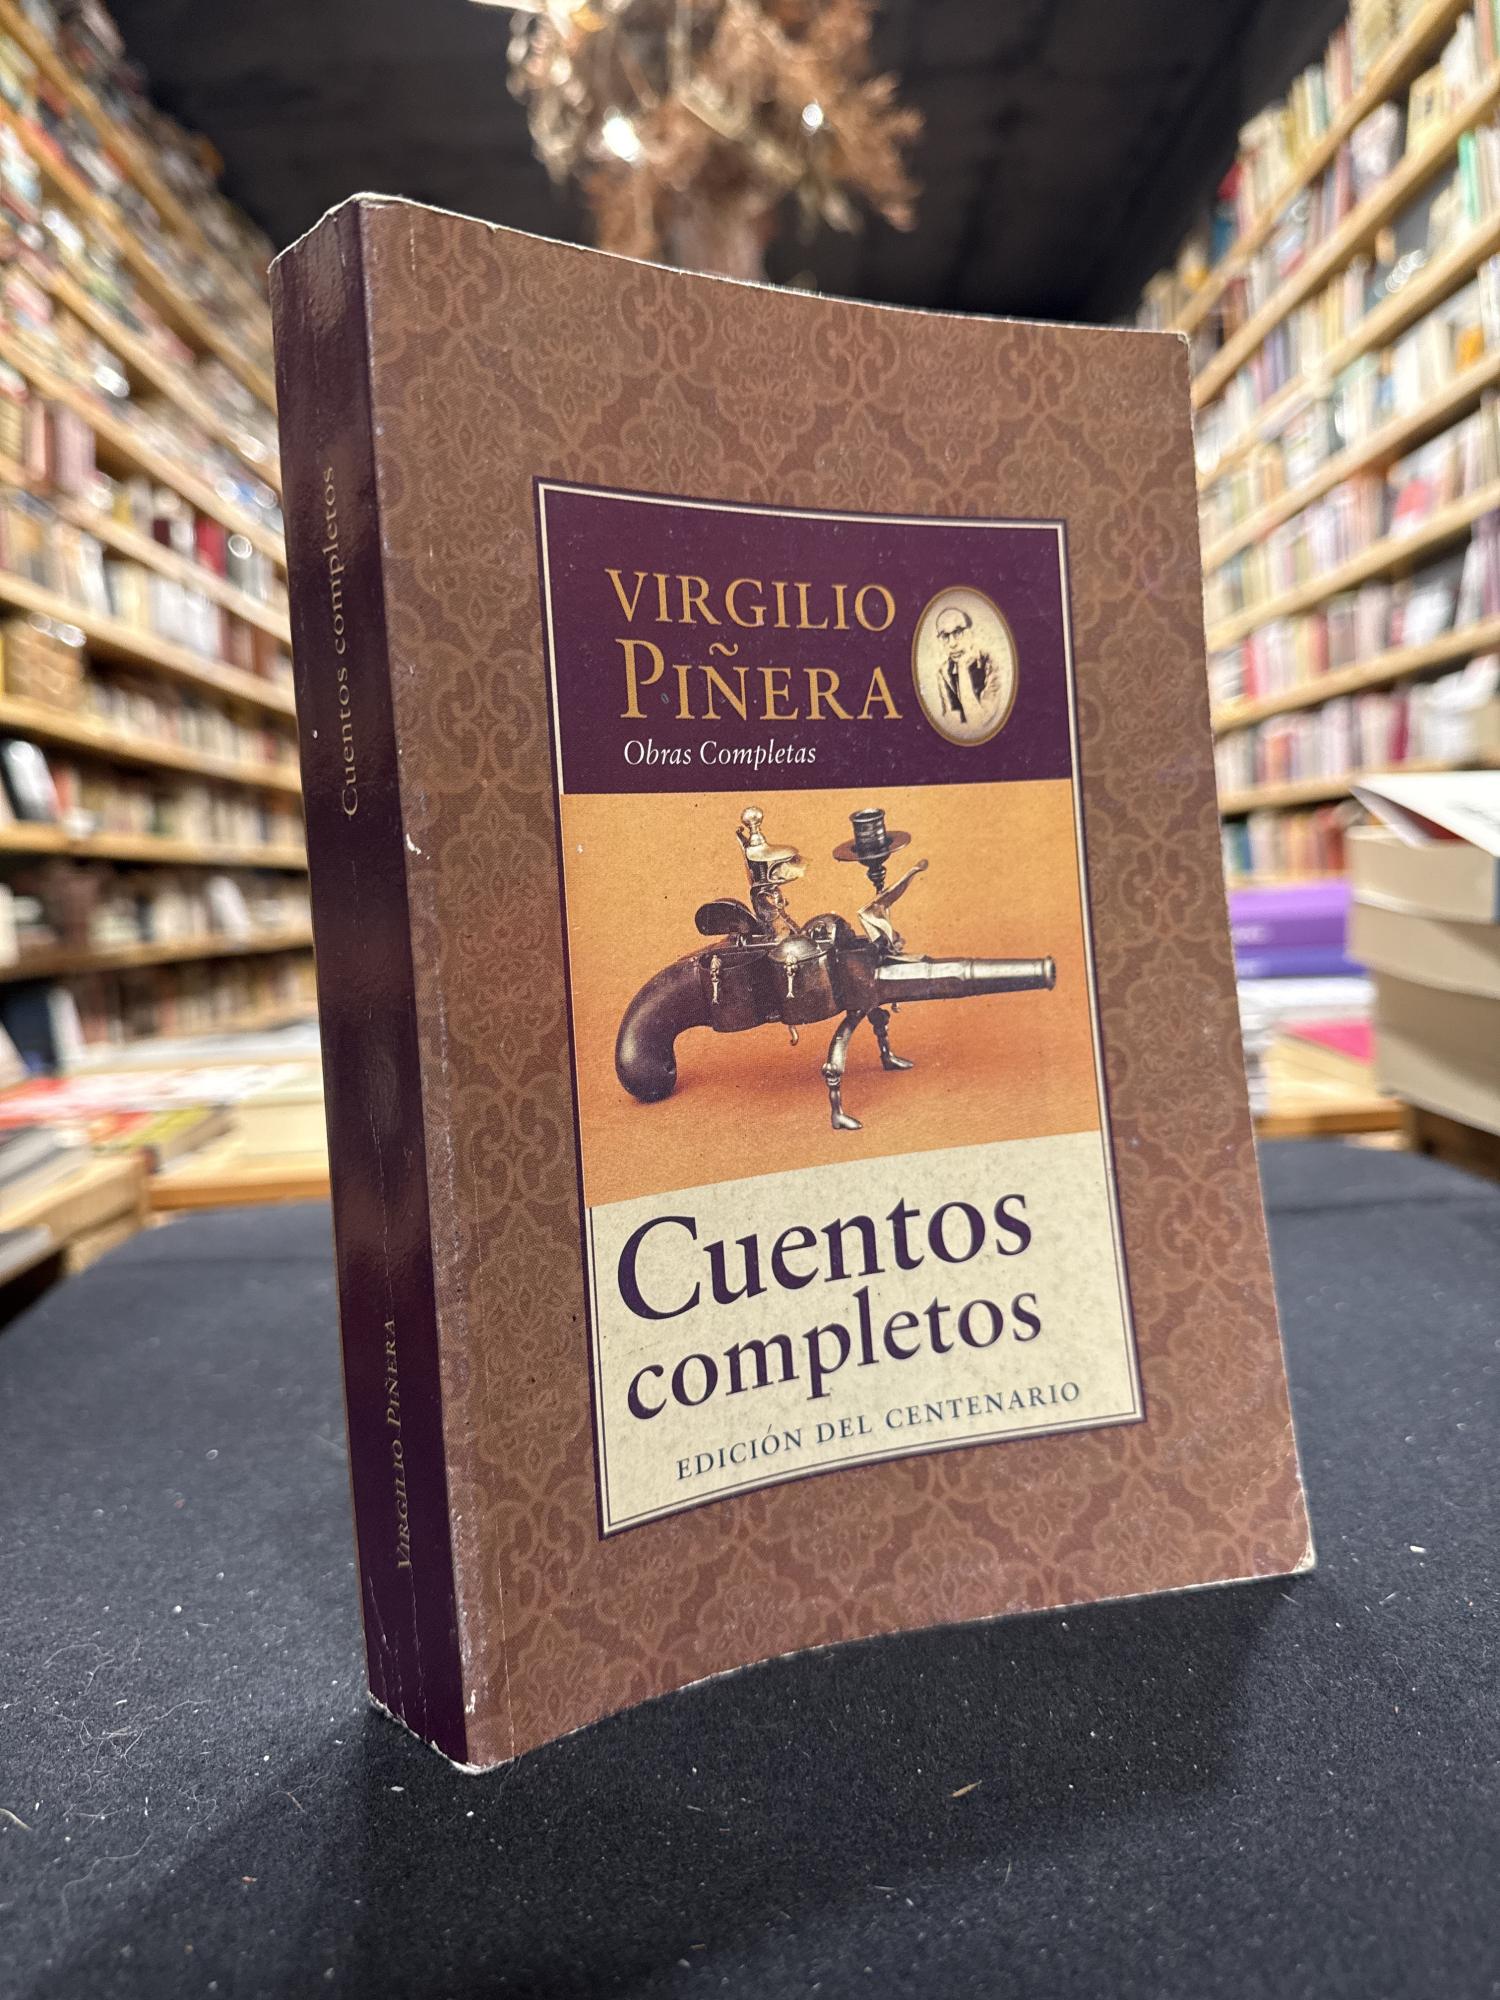 Cuentos completos
VIRGILIO PIÑERA
VIRGILIO
PIÑERA
Obras Completas
Cuentos
completos
EDICIÓN DEL CENTENARIO